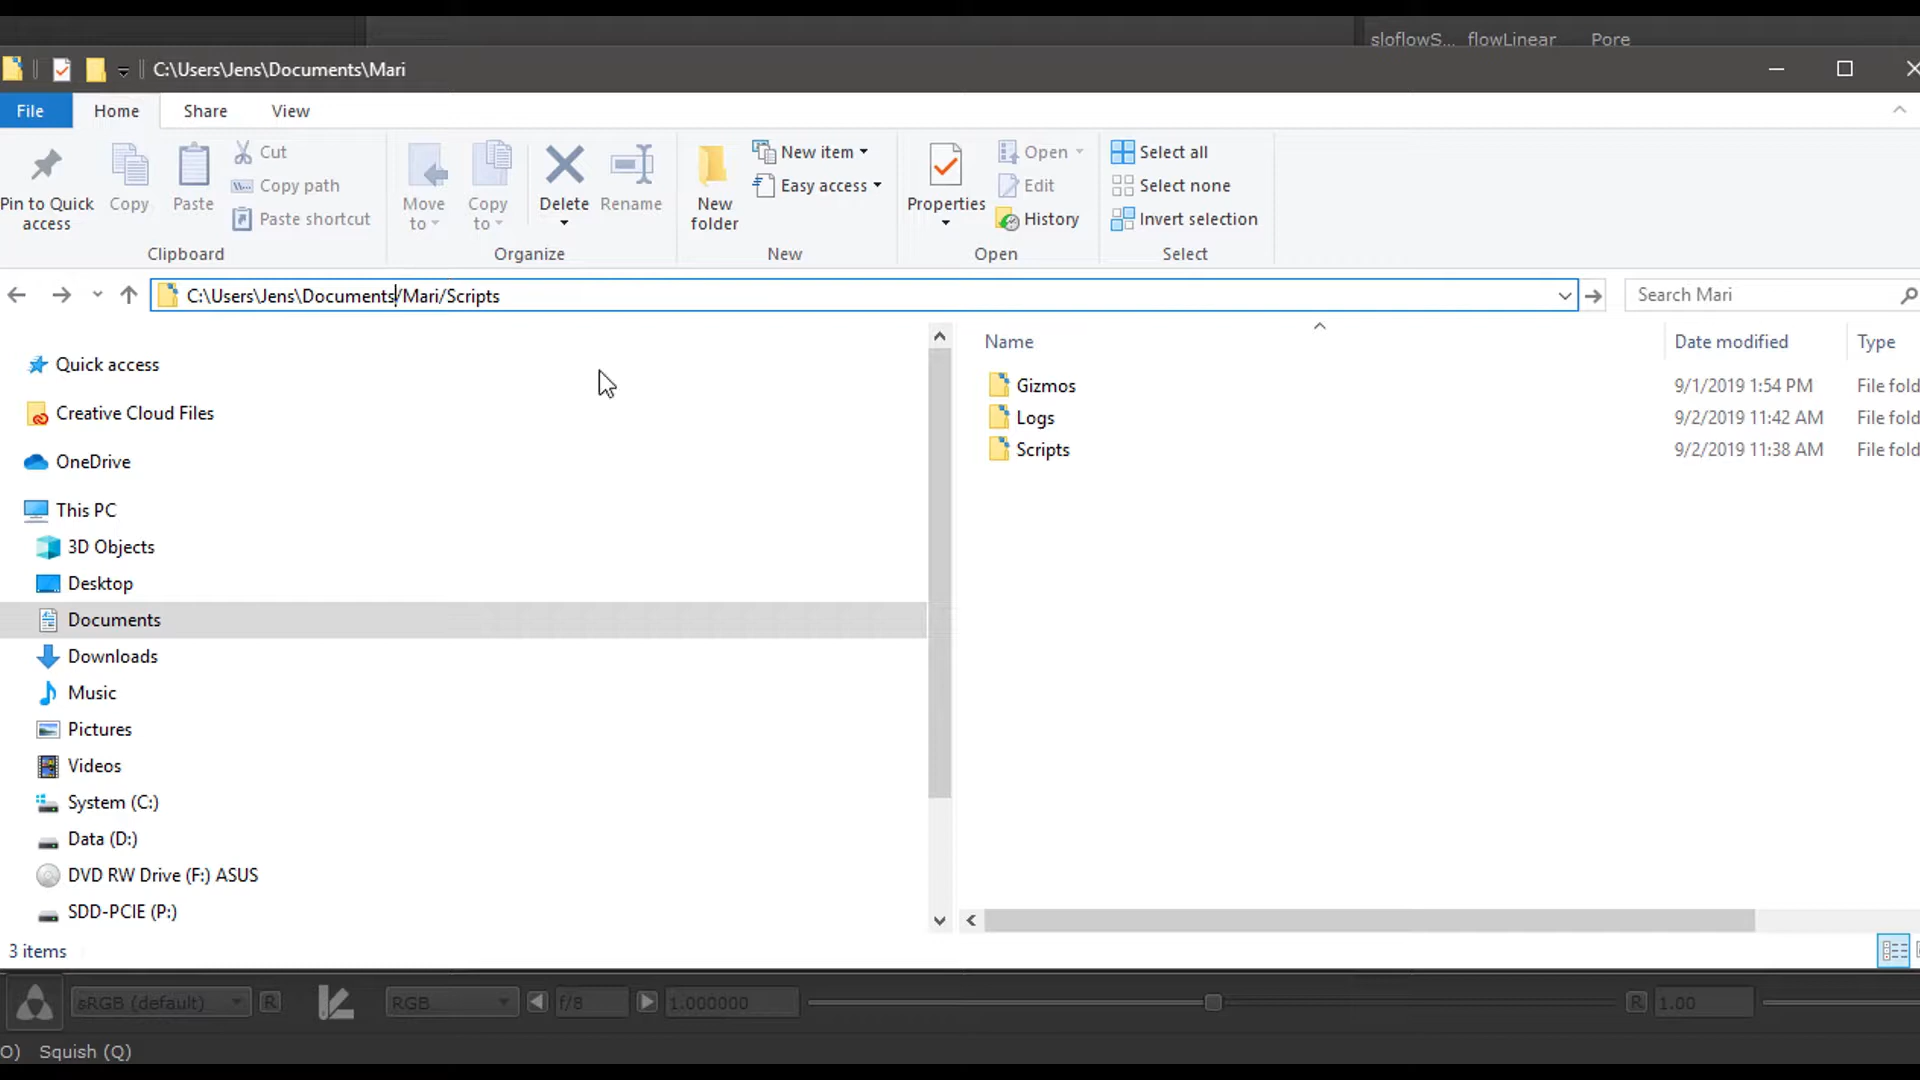 sloflowS... flowLinear Pore
C:\Users\Jens\Documents\Mari
File Home Share View
Pin to Quick access
Copy
Paste
Cut
Copy path
Paste shortcut
Clipboard
Move to
Copy to
Delete
Rename
Organize
New folder
New item
Easy access
New
Properties
Open
Edit
History
Open
Select all
Select none
Invert selection
Select
C:\Users\Jens\Documents/Mari/Scripts
Search Mari
Quick access
Creative Cloud Files
OneDrive
This PC
3D Objects
Desktop
Documents
Downloads
Music
Pictures
Videos
System (C:)
Data (D:)
DVD RW Drive (F:) ASUS
SDD-PCIE (P:)
Name Date modified Type
Gizmos 9/1/2019 1:54 PM File fold
Logs 9/2/2019 11:42 AM File fold
Scripts 9/2/2019 11:38 AM File fold
3 items
sRGB (default) R RGB f/8 1.000000 R 1.00
O) Squish (Q)